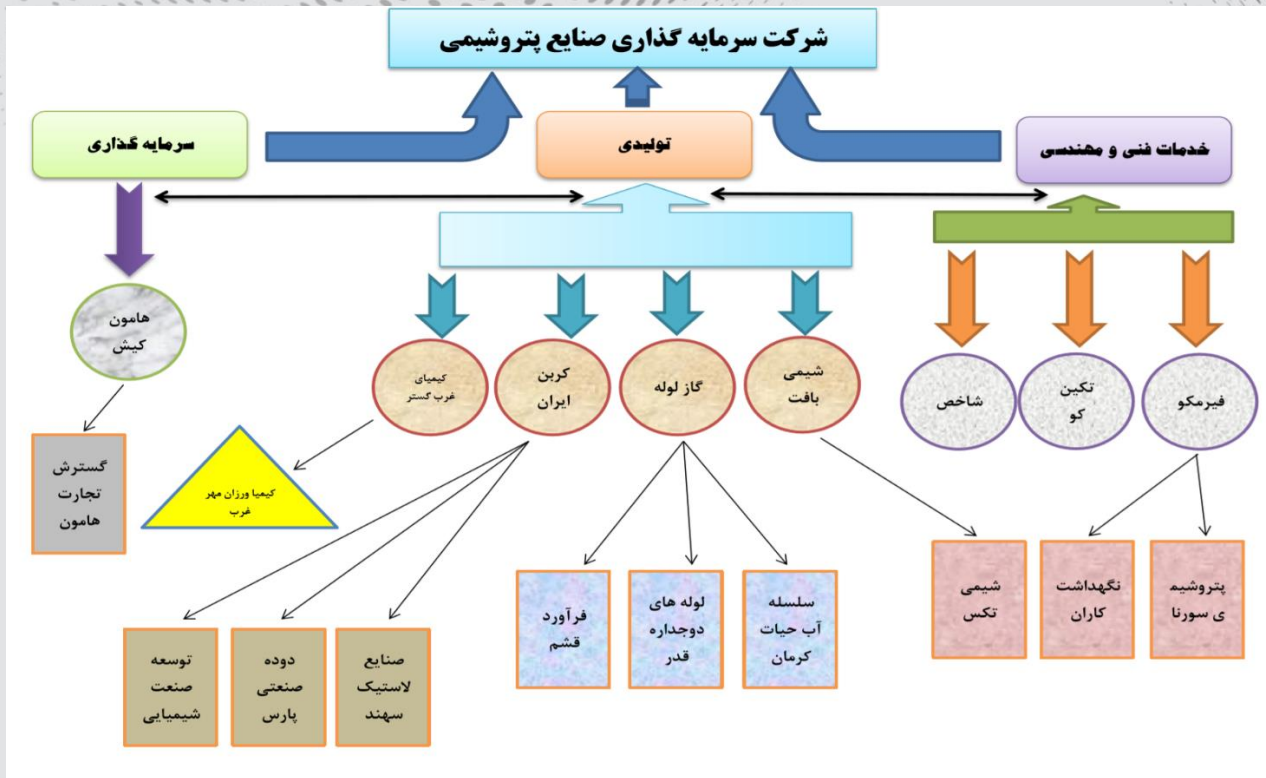 شرکت سرمایه گذاری صنایع پتروشیمی
خدمات فنی و مهندسی
تولیدی
سرمایه گذاری
فیرمکو
تکین
کو
شاخص
شیمی
بافت
گاز لوله
کربن
ایران
کیمیای
غرب گستر
هامون
کیش
پتروشیم
ی سورنا
نگهداشت
کاران
شیمی
تکس
سلسله
آب حیات
کرمان
لوله های
دوجداره
قدر
فرآورد
قشم
صنایع
لاستیک
سهند
دوده
صنعتی
پارس
توسعه
صنعت
شیمیایی
کیمیا ورزان مهر
غرب
گسترش
تجارت
هامون